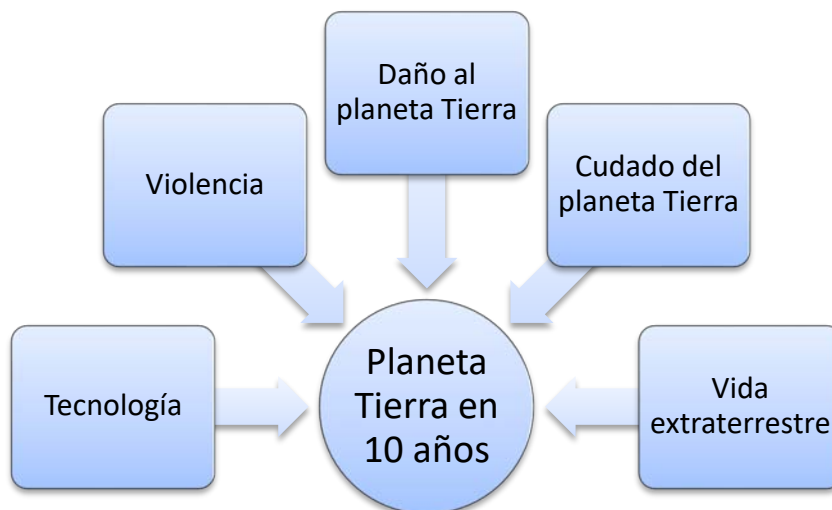 Daño al
planeta Tierra
Violencia
Cudado del
planeta Tierra
Tecnología
Planeta
Tierra en
10 años
Vida
extraterrestre